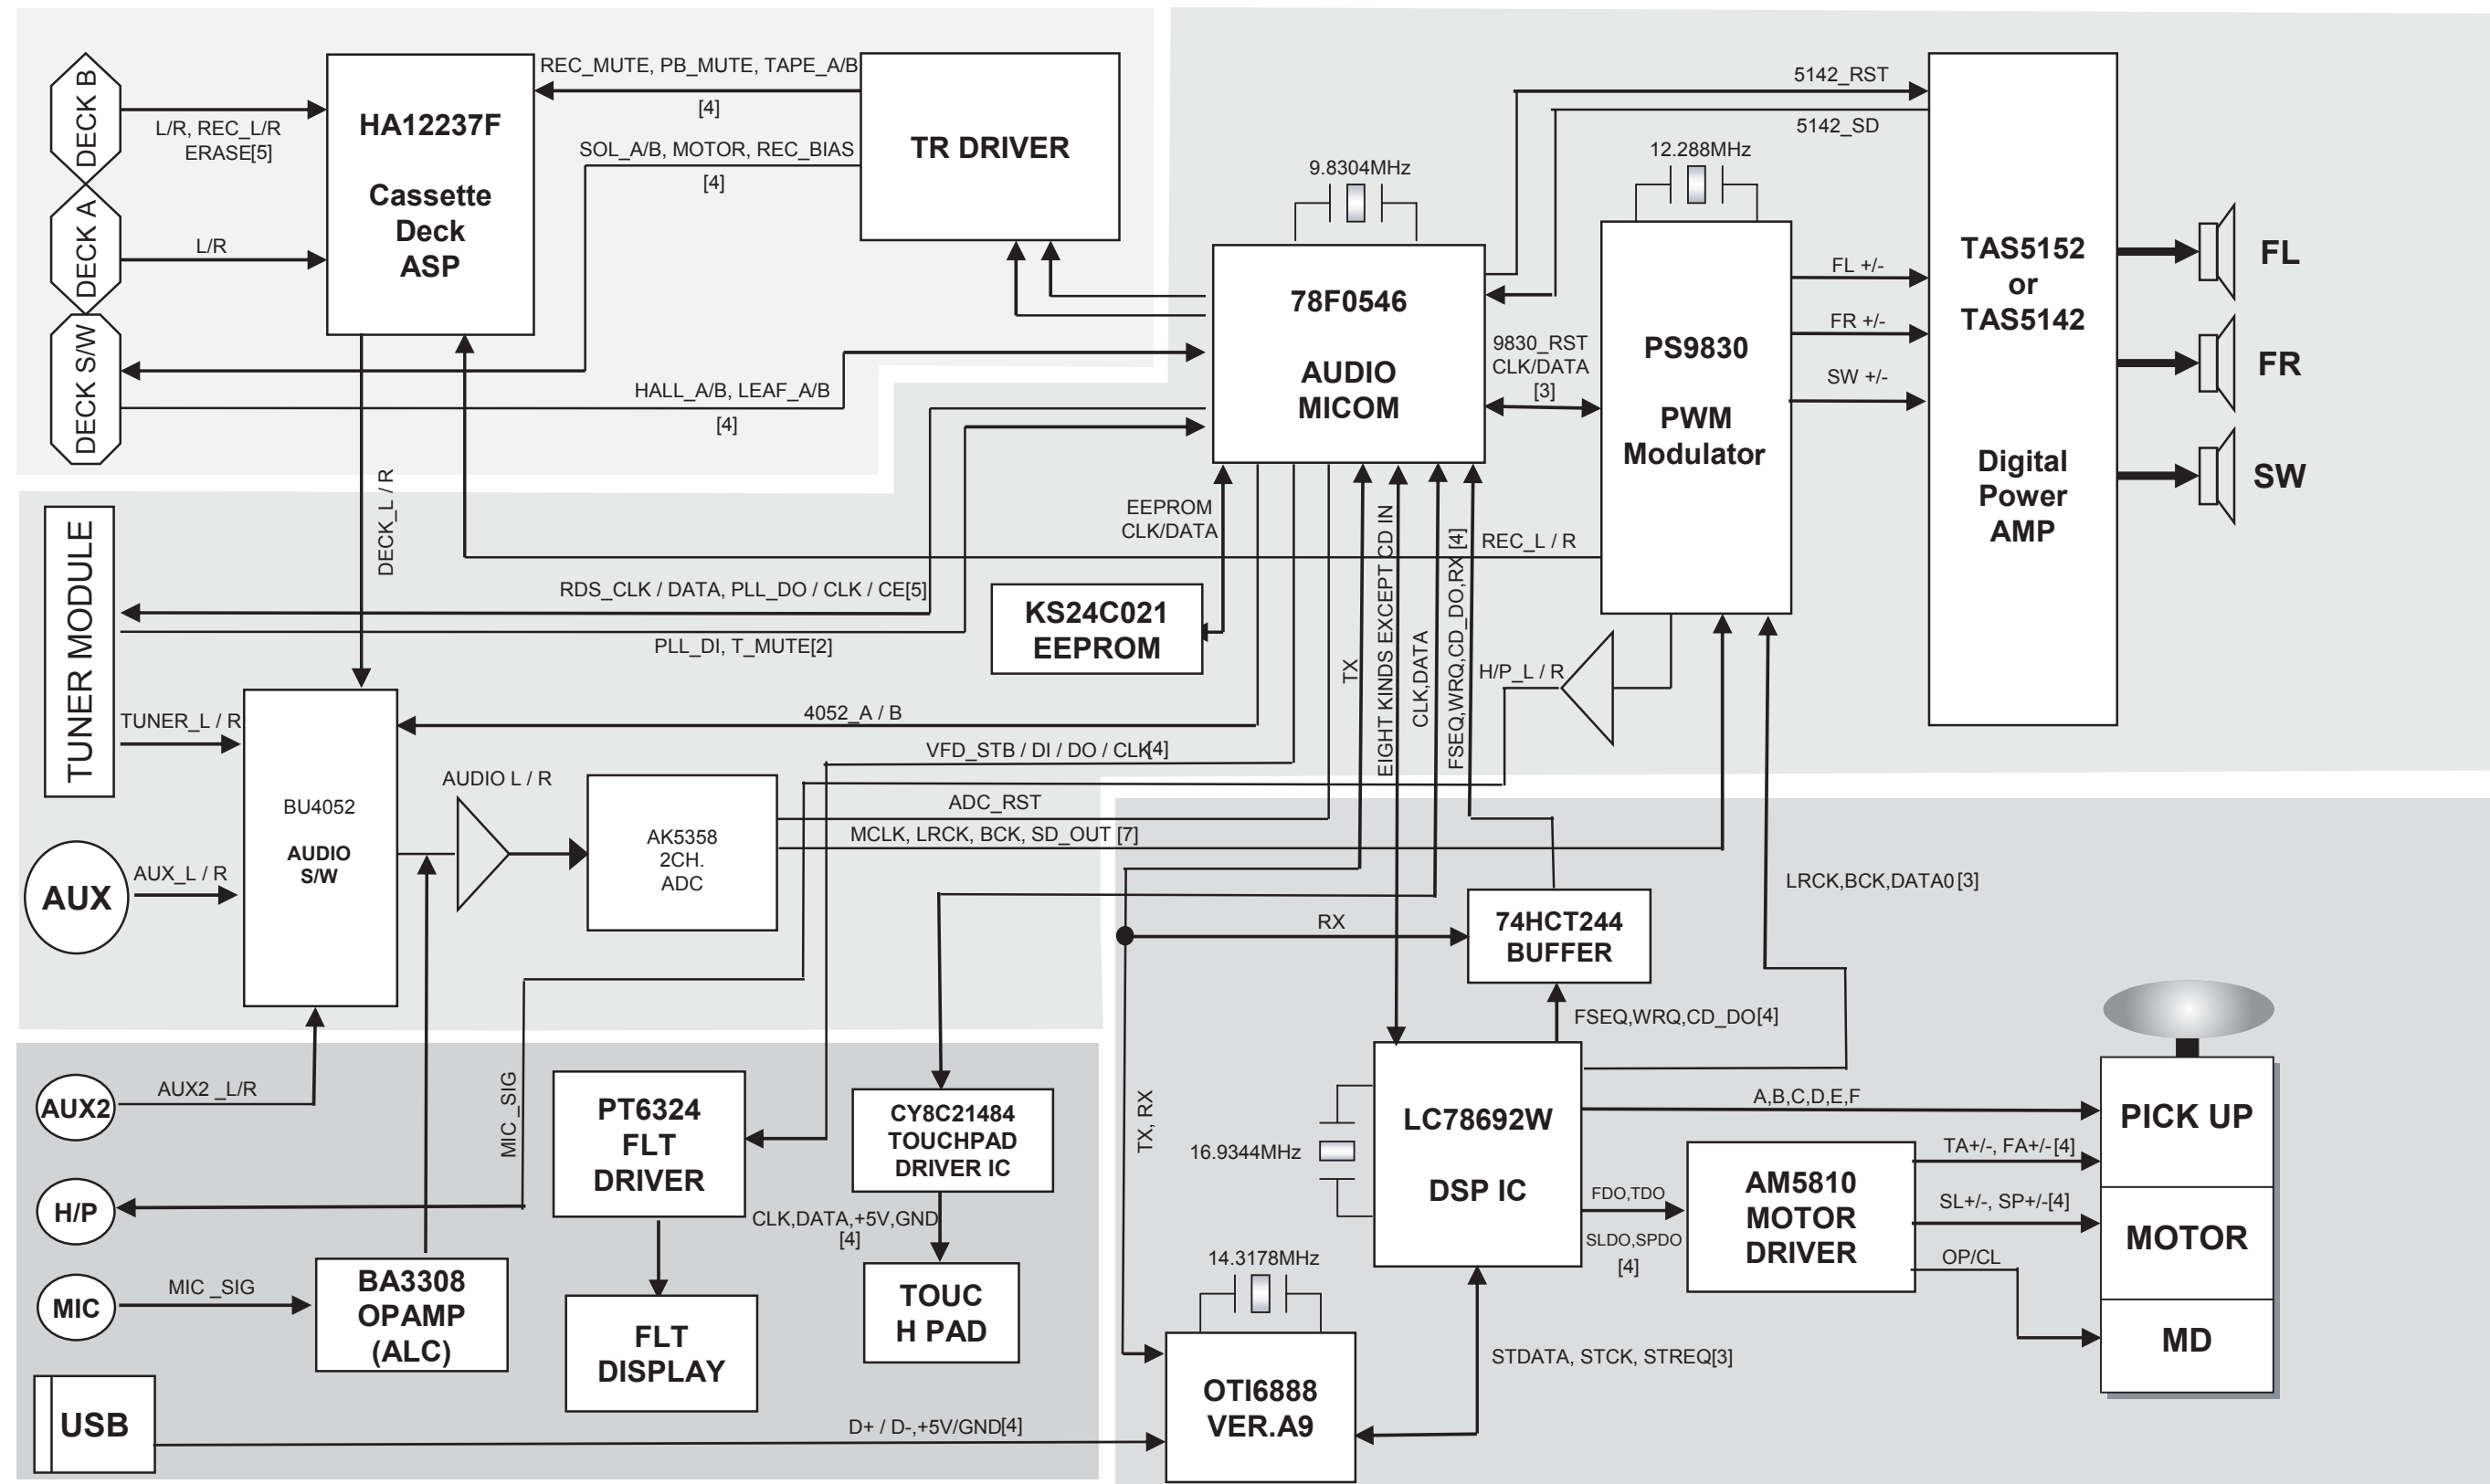 DECK B
DECK A
DECK S/W
L/R, REC_L/R
ERASE[5]
L/R
HA12237F
Cassette
Deck
ASP
REC_MUTE, PB_MUTE, TAPE_A/B
[4]
SOL_A/B, MOTOR, REC_BIAS
[4]
TR DRIVER
HALL_A/B, LEAF_A/B
[4]
9.8304MHz
78F0546
AUDIO
MICOM
5142_RST
5142_SD
12.288MHz
9830_RST
CLK/DATA
[3]
PS9830
PWM
Modulator
FL +/-
FR +/-
SW +/-
TAS5152
or
TAS5142
Digital
Power
AMP
FL
FR
SW
TUNER MODULE
DECK_L / R
RDS_CLK / DATA, PLL_DO / CLK / CE[5]
PLL_DI, T_MUTE[2]
EEPROM
CLK/DATA
KS24C021
EEPROM
TX
EIGHT KINDS EXCEPT CD IN
CLK,DATA
FSEQ,WRQ,CD_DO,RX [4]
REC_L / R
H/P_L / R
TUNER_L / R
4052_A / B
VFD_STB / DI / DO / CLK[4]
AUDIO L / R
BU4052
AUDIO
S/W
AK5358
2CH.
ADC
ADC_RST
MCLK, LRCK, BCK, SD_OUT [7]
AUX
AUX_L / R
RX
74HCT244
BUFFER
LRCK,BCK,DATA0[3]
FSEQ,WRQ,CD_DO[4]
AUX2
AUX2 _L/R
MIC_SIG
PT6324
FLT
DRIVER
CY8C21484
TOUCHPAD
DRIVER IC
TX, RX
16.9344MHz
LC78692W
DSP IC
A,B,C,D,E,F
PICK UP
TA+/-, FA+/-[4]
AM5810
MOTOR
DRIVER
FDO,TDO
SLDO,SPDO
[4]
SL+/-, SP+/-[4]
MOTOR
OP/CL
MD
H/P
CLK,DATA,+5V,GND
[4]
MIC
MIC _SIG
BA3308
OPAMP
(ALC)
FLT
DISPLAY
TOUC
H PAD
14.3178MHz
STDATA, STCK, STREQ[3]
OTI6888
VER.A9
USB
D+ / D-,+5V/GND[4]